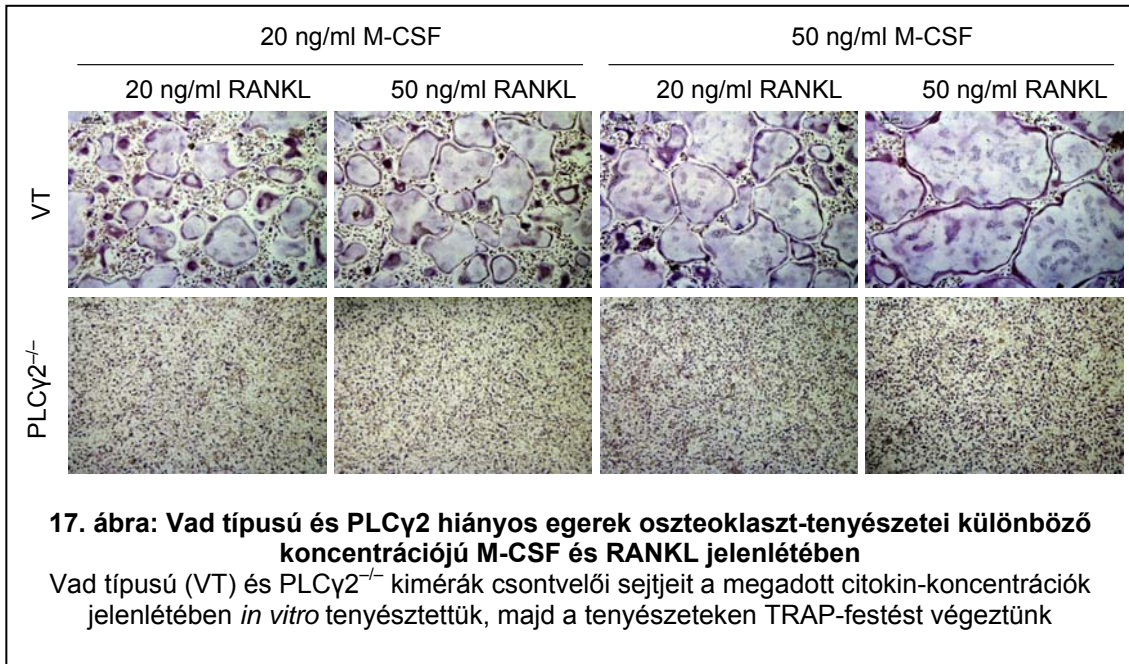 20 ng/ml M-CSF 50 ng/ml M-CSF
20 ng/ml RANKL 50 ng/ml RANKL 20 ng/ml RANKL 50 ng/ml RANKL
VT
PLCγ2⁻/⁻
17. ábra: Vad típusú és PLCγ2 hiányos egerek oszteoklaszt-tenyészetei különböző
koncentrációjú M-CSF és RANKL jelenlétében
Vad típusú (VT) és PLCγ2⁻/⁻ kimérák csontvelői sejtjeit a megadott citokin-koncentrációk
jelenlétében in vitro tenyésztettük, majd a tenyészeteken TRAP-festést végeztünk